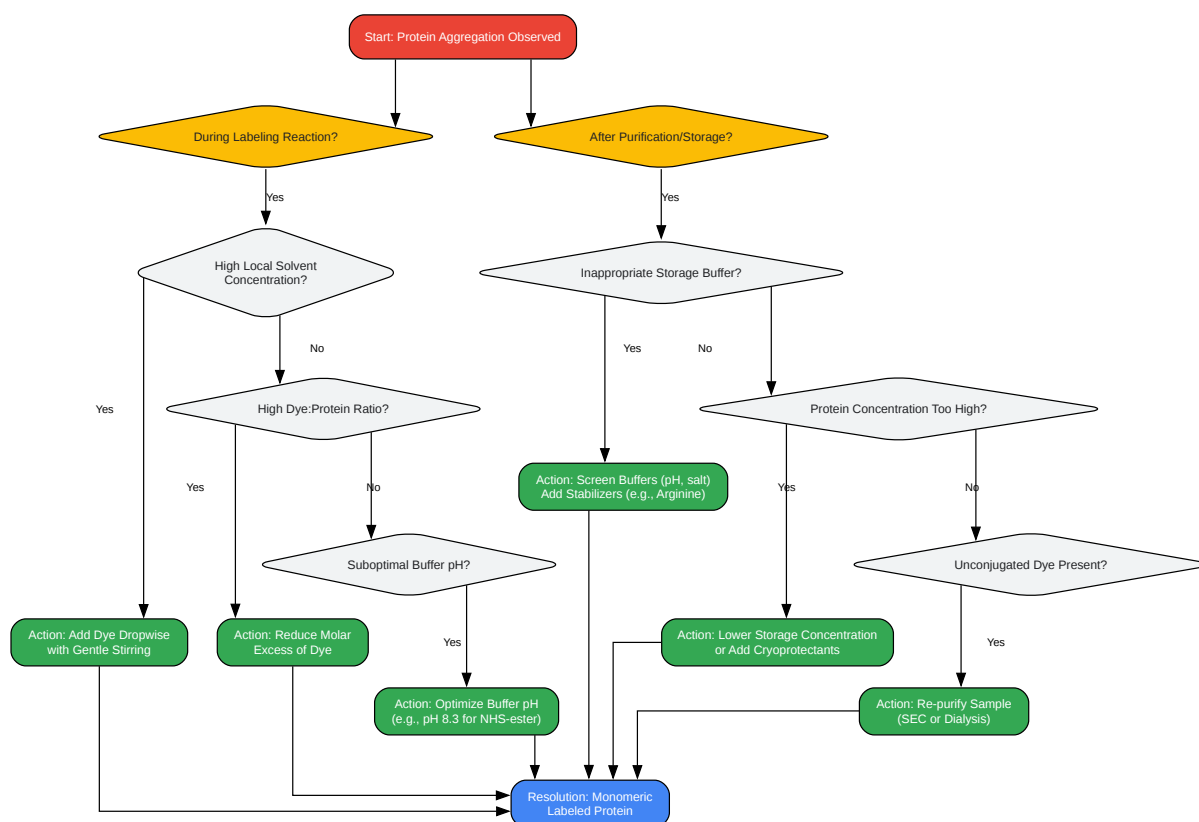 Start: Protein Aggregation Observed
During Labeling Reaction?
After Purification/Storage?
Yes
Yes
High Local Solvent
Concentration?
Inappropriate Storage Buffer?
No
Yes
No
Yes
High Dye:Protein Ratio?
Protein Concentration Too High?
Yes
No
Action: Screen Buffers (pH, salt)
Add Stabilizers (e.g., Arginine)
Yes
No
Suboptimal Buffer pH?
Unconjugated Dye Present?
Action: Add Dye Dropwise
with Gentle Stirring
Action: Reduce Molar
Excess of Dye
Yes
Action: Lower Storage Concentration
or Add Cryoprotectants
Yes
Action: Optimize Buffer pH
(e.g., pH 8.3 for NHS-ester)
Action: Re-purify Sample
(SEC or Dialysis)
Resolution: Monomeric
Labeled Protein